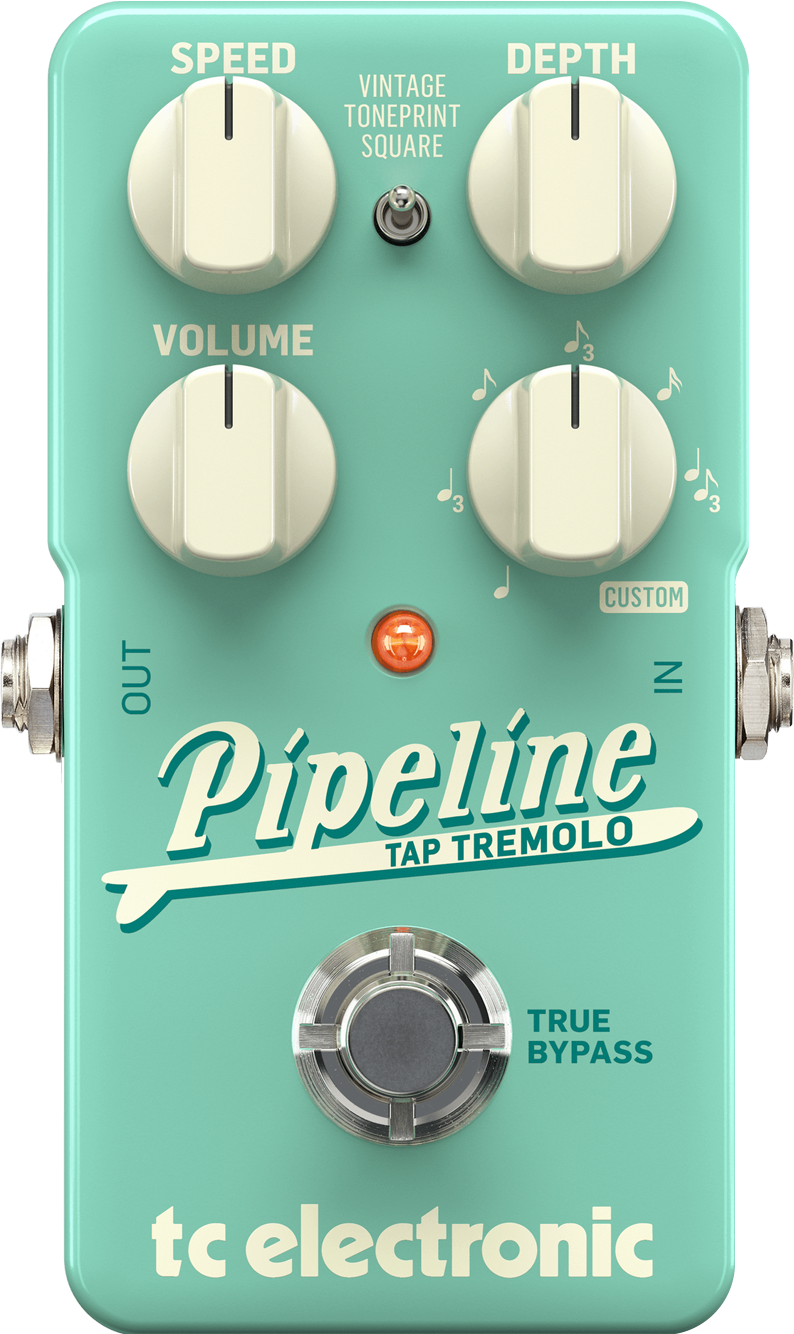 SPEED
DEPTH
VINTAGE
TONEPRINT
SQUARE
VOLUME
3
3
3
CUSTOM
OUT
IN
Pipeline
TAP TREMOLO
TRUE
BYPASS
tc electronic